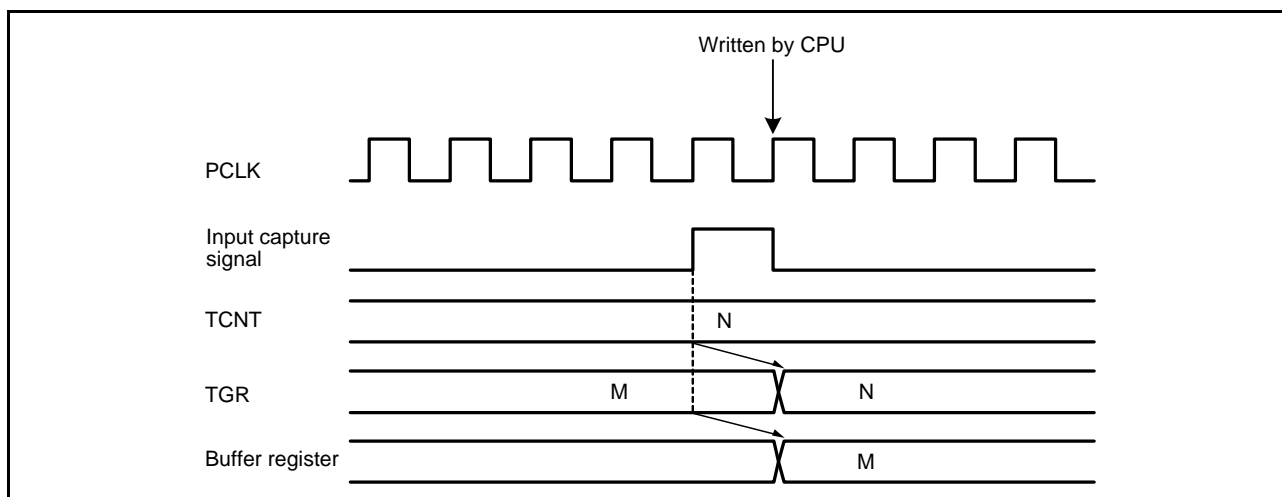 Written by CPU
PCLK
Input capture
signal
TCNT
N
TGR
M
N
Buffer register
M